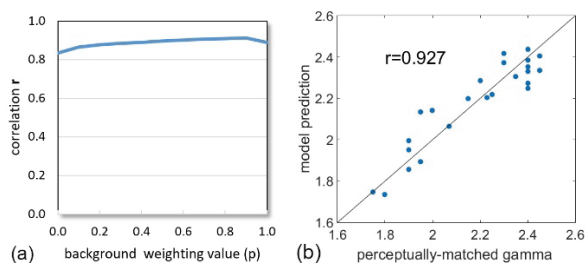 1.0
0.8
0.6
0.4
0.2
0.0
correlation r
0.0 0.2 0.4 0.6 0.8 1.0
background weighting value (p)
(a)
r=0.927
2.6
2.4
2.2
2
1.8
1.6
model prediction
1.6 1.8 2 2.2 2.4 2.6
perceptually-matched gamma
(b)